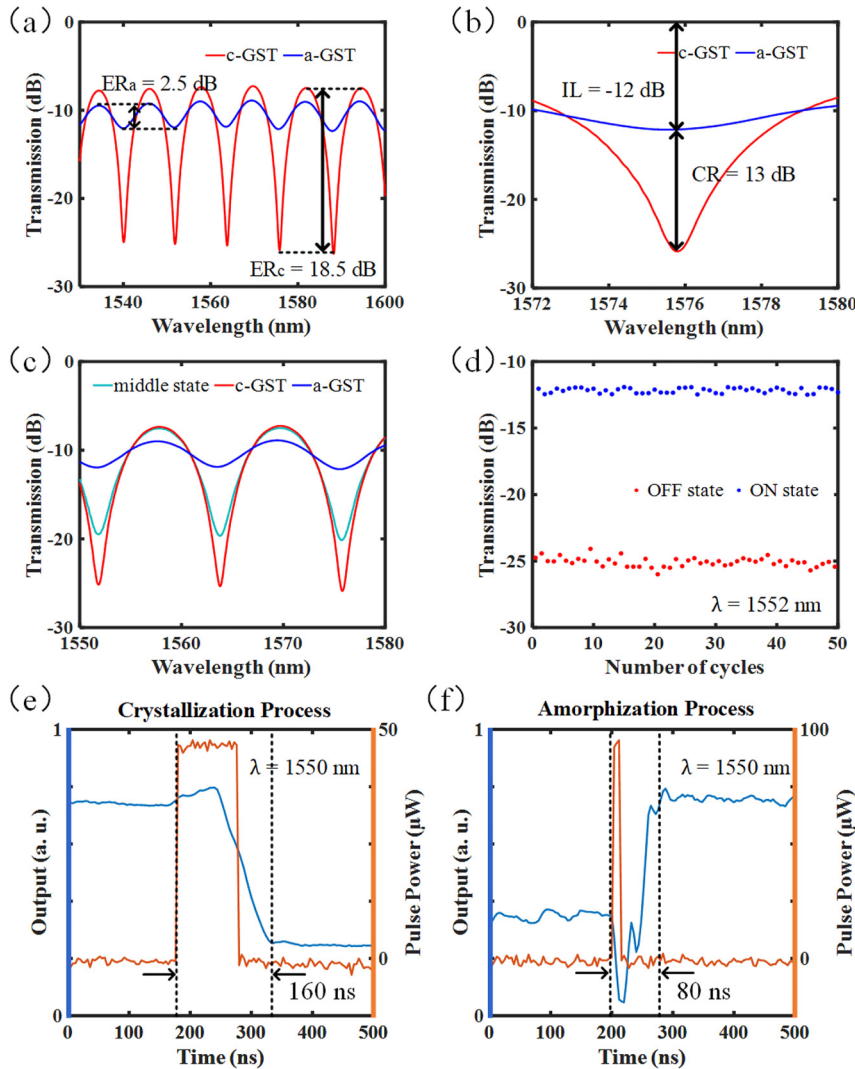 (a)
0
c-GST a-GST
ERa = 2.5 dB
-10
-20
ERc = 18.5 dB
-30
Transmission (dB)
1540 1560 1580 1600
Wavelength (nm)
(b)
0
c-GST a-GST
IL = -12 dB
-10
CR = 13 dB
-20
-30
Transmission (dB)
1572 1574 1576 1578 1580
Wavelength (nm)
(c)
0
middle state c-GST a-GST
-10
-20
-30
Transmission (dB)
1550 1560 1570 1580
Wavelength (nm)
(d)
-10
-15
-20
OFF state ON state
-25
λ = 1552 nm
-30
Transmission (dB)
0 10 20 30 40 50
Number of cycles
(e)
Crystallization Process
1
50
λ = 1550 nm
Output (a. u.)
Pulse Power (μW)
0
160 ns
0
0 100 200 300 400 500
Time (ns)
(f)
Amorphization Process
1
100
λ = 1550 nm
Output (a. u.)
Pulse Power (μW)
0
80 ns
0
0 100 200 300 400 500
Time (ns)